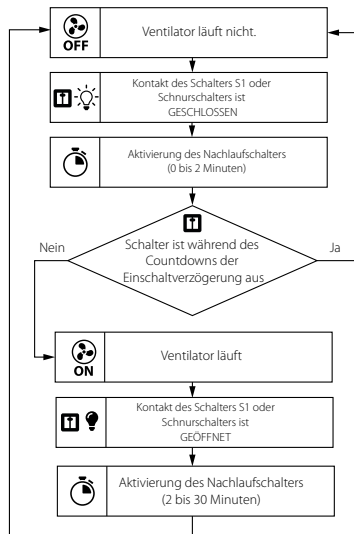 OFF
Ventilator läuft nicht.
Kontakt des Schalters S1 oder
Schnurschalters ist
GESCHLOSSEN
Aktivierung des Nachlaufschalters
(0 bis 2 Minuten)
Nein
Schalter ist während des
Countdowns der
Einschaltverzögerung aus
Ja
ON
Ventilator läuft
Kontakt des Schalters S1 oder
Schnurschalters ist
GEÖFFNET
Aktivierung des Nachlaufschalters
(2 bis 30 Minuten)